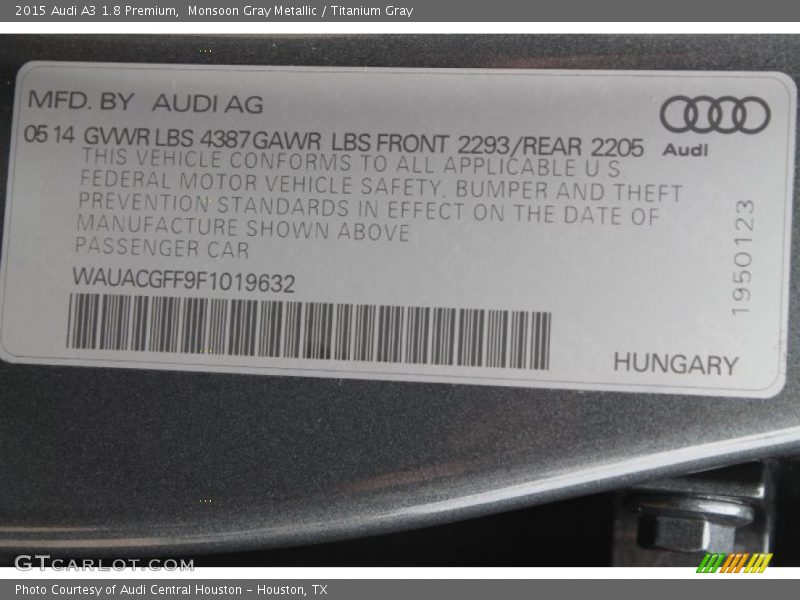 2015 Audi A3 1.8 Premium,  Monsoon Gray Metallic / Titanium Gray
MFD. BY  AUDI AG
05 14  GVWR LBS 4387 GAWR  LBS FRONT  2293/REAR 2205
Audi
THIS VEHICLE CONFORMS TO ALL APPLICABLE U.S.
FEDERAL MOTOR VEHICLE SAFETY, BUMPER AND THEFT
PREVENTION STANDARDS IN EFFECT ON THE DATE OF
MANUFACTURE SHOWN ABOVE
PASSENGER CAR
WAUACGFF9F1019632
1950123
HUNGARY
GTCARLOT.COM
Photo Courtesy of Audi Central Houston – Houston, TX